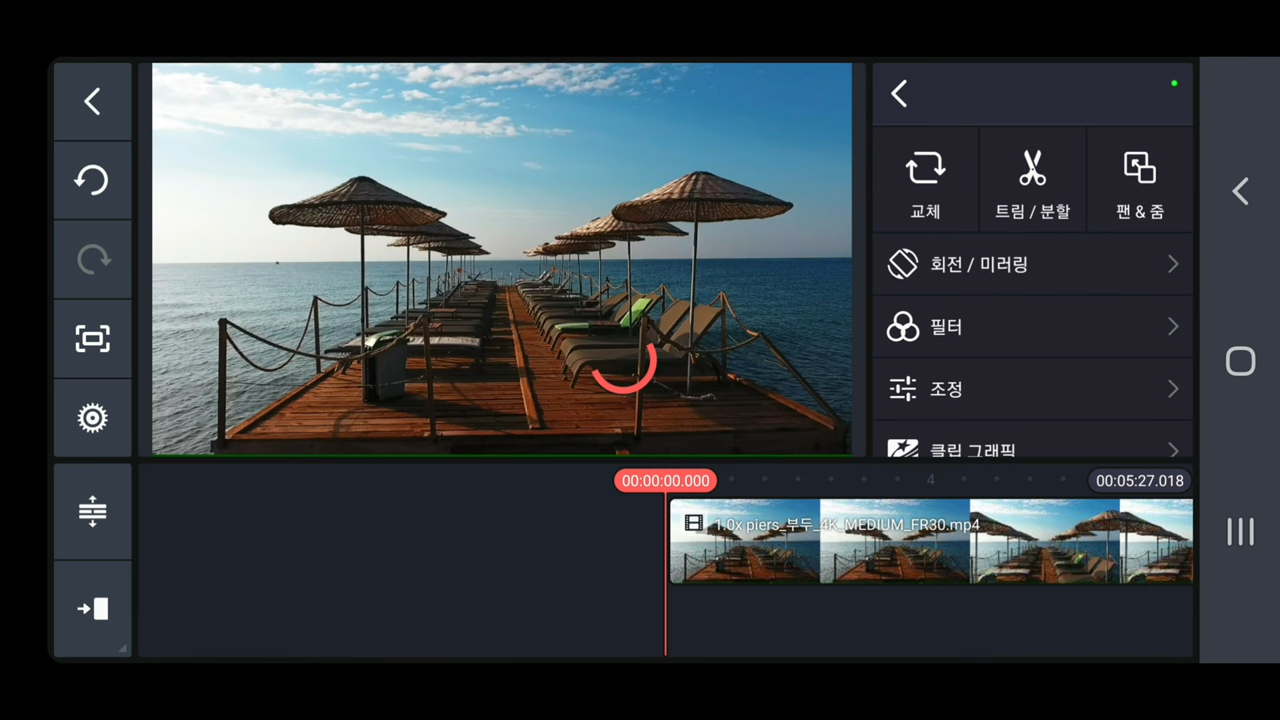 교체
트림 / 분할
팬 & 줌
회전 / 미러링
필터
조정
클립 그래픽
00:00:00.000
4
00:05:27.018
1.0x piers_부두_4K_MEDIUM_FR30.mp4